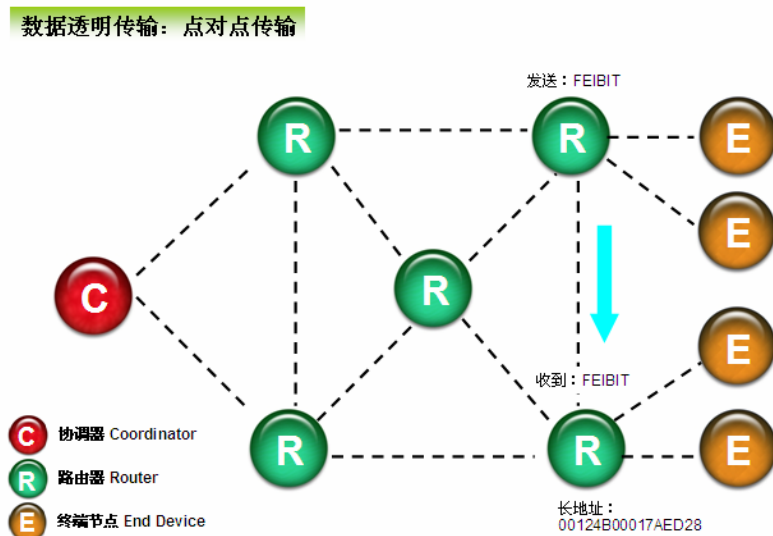 数据透明传输：点对点传输
发送：FEIBIT
R
R
E
E
R
C
E
收到：FEIBIT
R
R
E
C 协调器 Coordinator
R 路由器 Router
E 终端节点 End Device
长地址：
00124B00017AED28